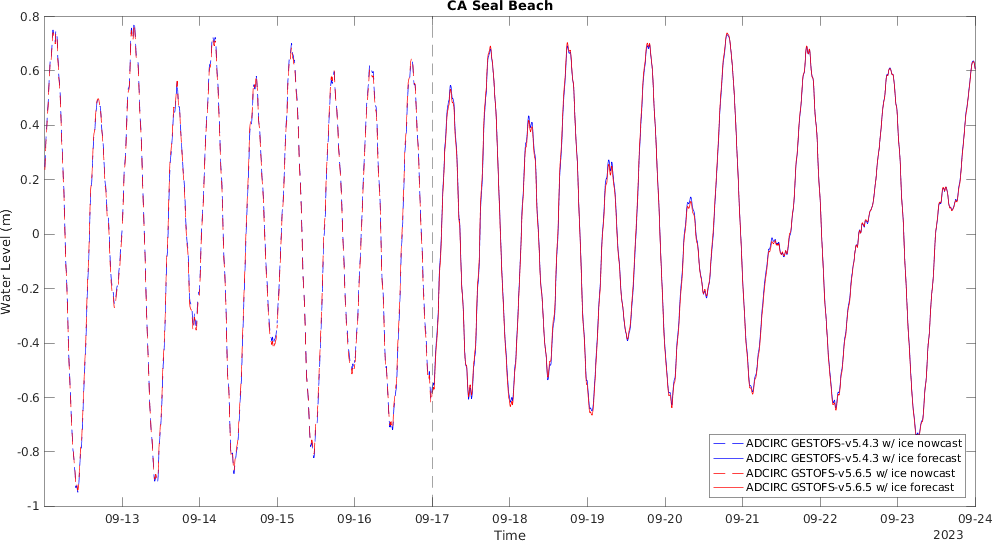 CA Seal Beach
0.8
0.6
0.4
0.2
0
-0.2
-0.4
-0.6
-0.8
-1
Water Level (m)
09-13 09-14 09-15 09-16 09-17 09-18 09-19 09-20 09-21 09-22 09-23 09-24
2023
Time
ADCIRC GESTOFS-v5.4.3 w/ ice nowcast
ADCIRC GESTOFS-v5.4.3 w/ ice forecast
ADCIRC GSTOFS-v5.6.5 w/ ice nowcast
ADCIRC GSTOFS-v5.6.5 w/ ice forecast